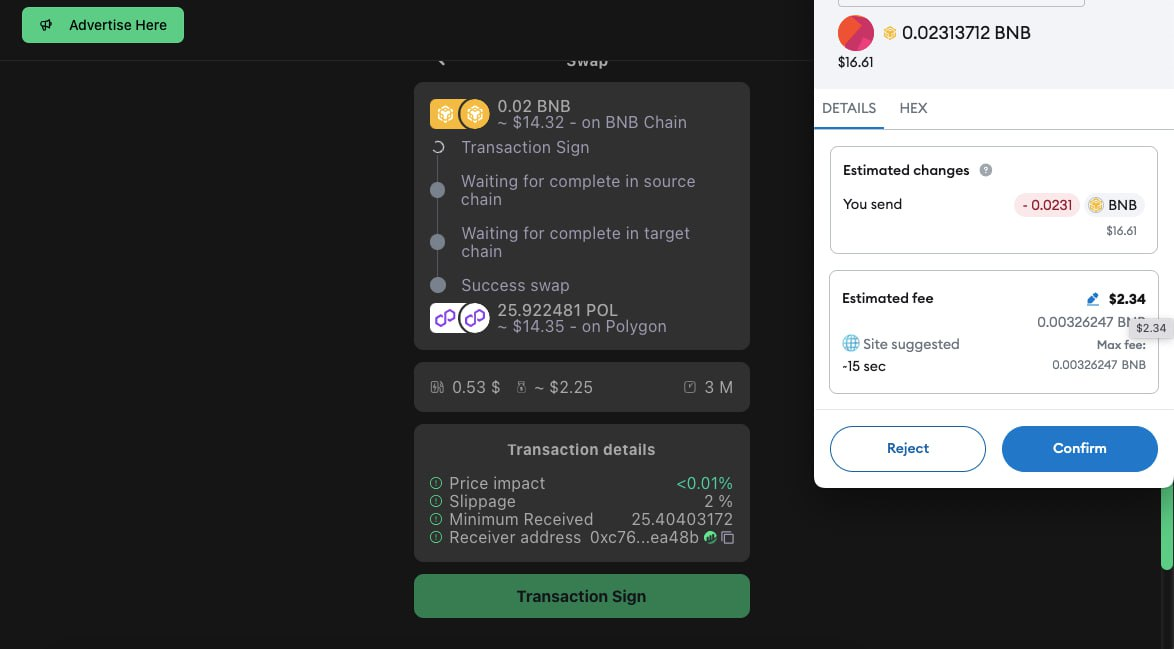 Advertise Here
Swap
0.02 BNB
~ $14.32 - on BNB Chain
Transaction Sign
Waiting for complete in source
chain
Waiting for complete in target
chain
Success swap
25.922481 POL
~ $14.35 - on Polygon
0.53 $ ~ $2.25 3 M
Transaction details
Price impact <0.01%
Slippage 2 %
Minimum Received 25.40403172
Receiver address 0xc76...ea48b
Transaction Sign
0.02313712 BNB
$16.61
DETAILS HEX
Estimated changes ?
You send - 0.0231 BNB
$16.61
Estimated fee $2.34
0.00326247 BNB
$2.34
Site suggested Max fee:
~15 sec 0.00326247 BNB
Reject Confirm